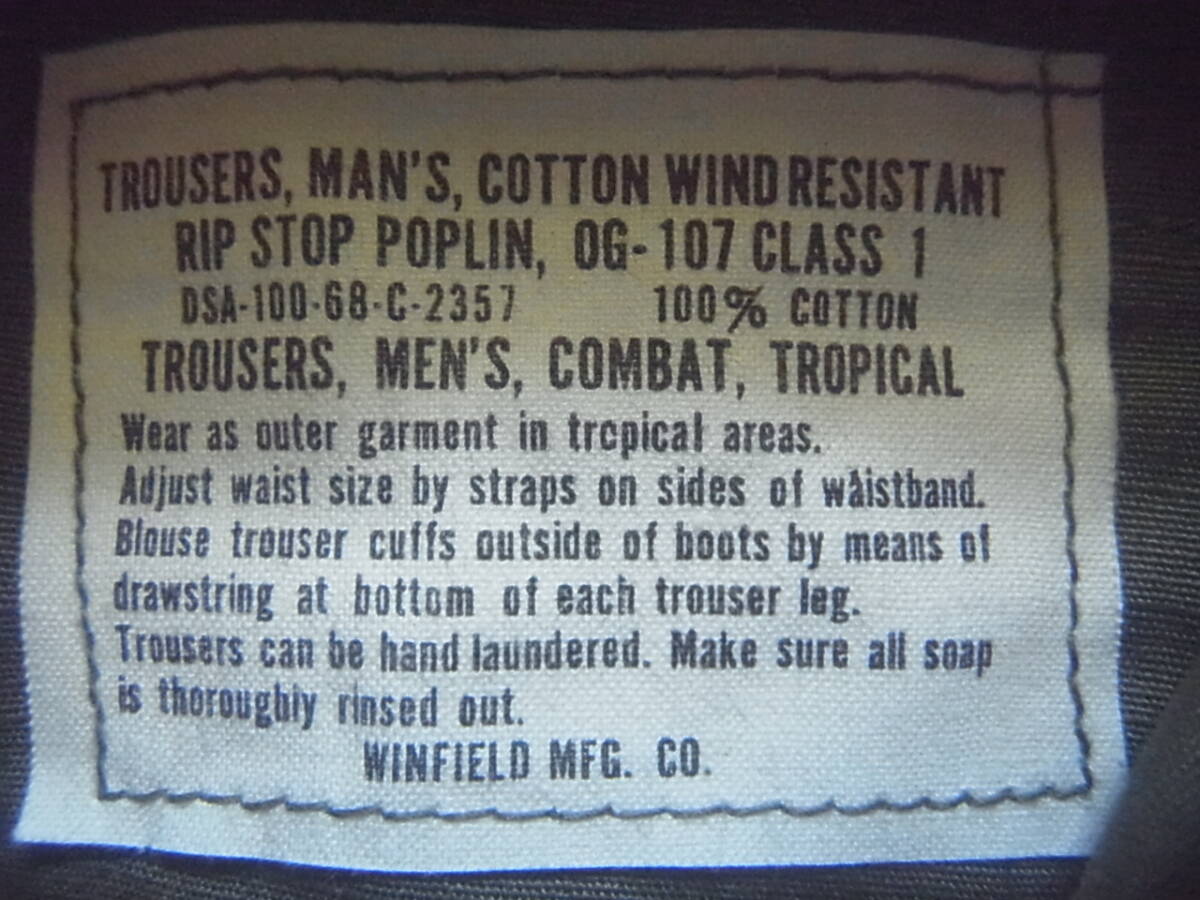 TROUSERS, MAN'S, COTTON WIND RESISTANT
RIP STOP POPLIN, OG-107 CLASS 1
DSA-100-68-C-2357 100% COTTON
TROUSERS, MEN'S, COMBAT, TROPICAL
Wear as outer garment in tropical areas.
Adjust waist size by straps on sides of waistband.
Blouse trouser cuffs outside of boots by means of
drawstring at bottom of each trouser leg.
Trousers can be hand laundered. Make sure all soap
is thoroughly rinsed out.
WINFIELD MFG. CO.